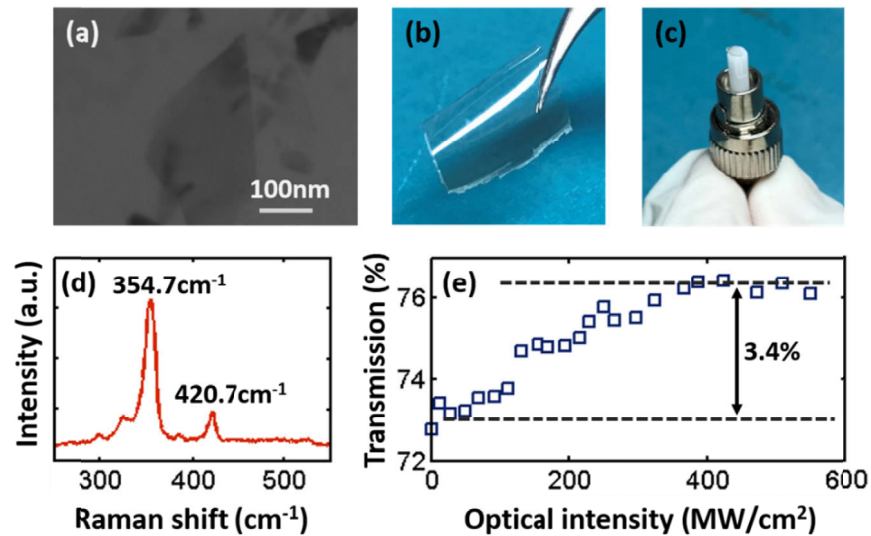 (a)
100nm
(b)
(c)
(d)
354.7cm⁻¹
420.7cm⁻¹
Intensity (a.u.)
300
400
500
Raman shift (cm⁻¹)
(e)
Transmission (%)
76
74
73
72
3.4%
0
200
400
600
Optical intensity (MW/cm²)